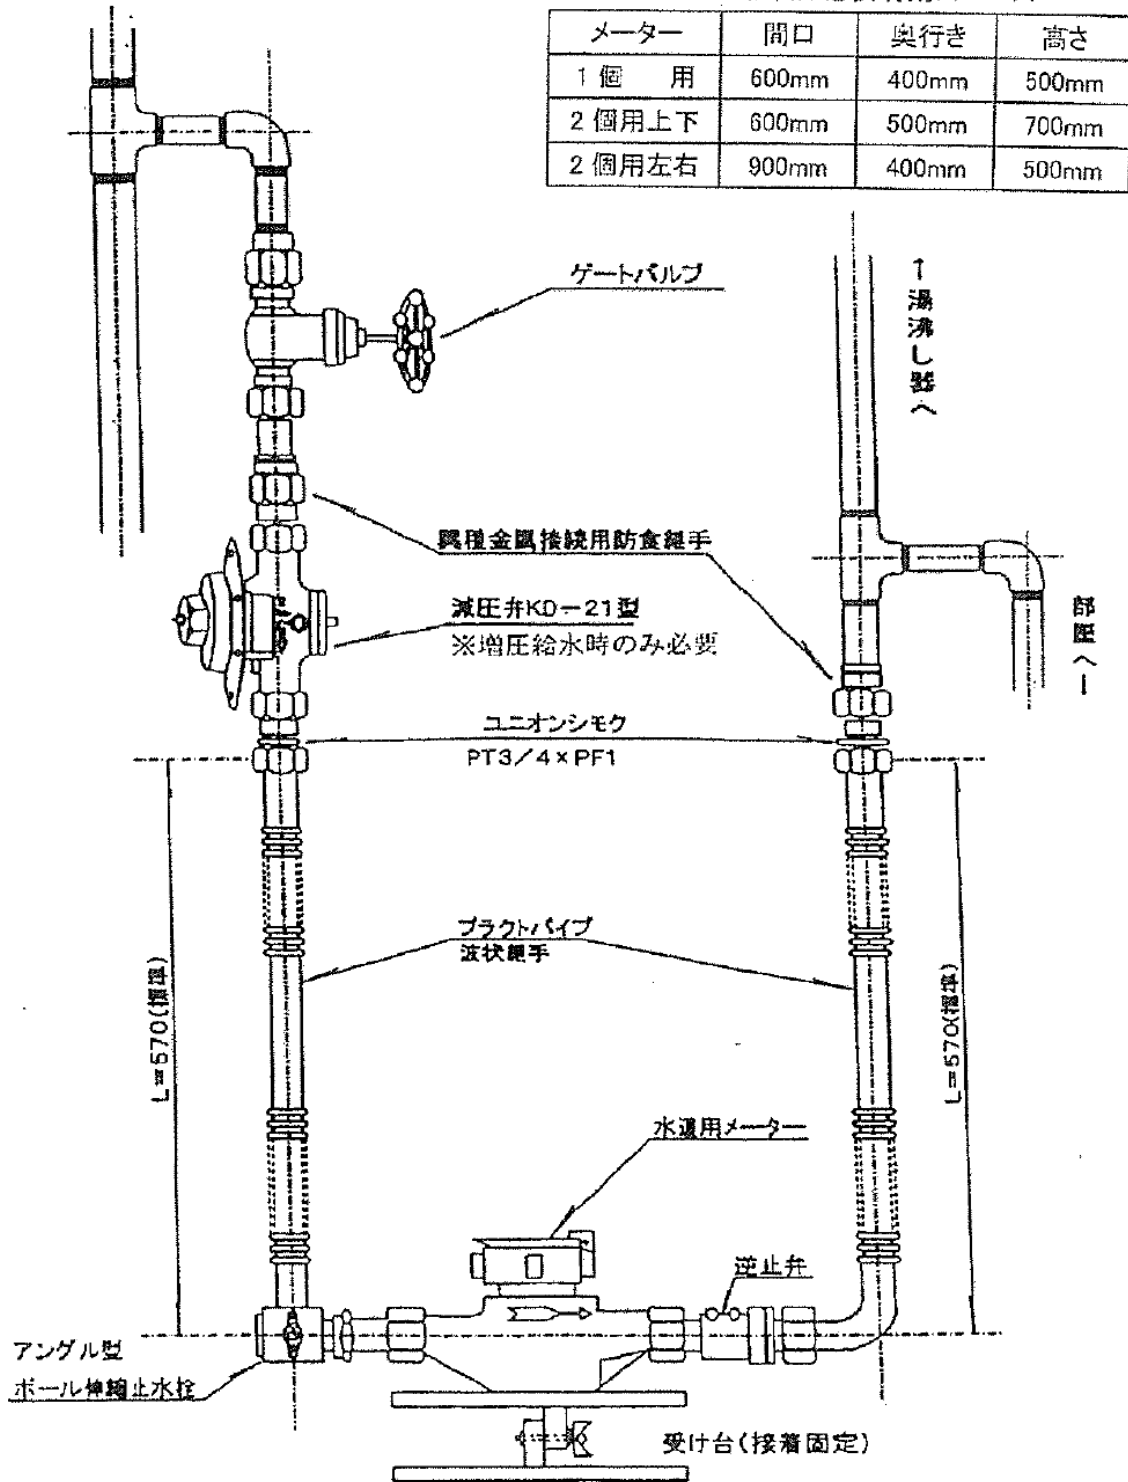 メーター 間口 奥行き 高さ
1個 用 600mm 400mm 500mm
2個用上下 600mm 500mm 700mm
2個用左右 900mm 400mm 500mm
ゲートバルブ
↑湯沸し器へ
異種金属接続用防食継手
減圧弁KD-21型
※増圧給水時のみ必要
部屋へ―
ユニオンシモク
PT3/4×PF1
プラクトパイプ
波状継手
L=570(標準)
L=570(標準)
水道用メーター
逆止弁
アングル型
ボール伸縮止水栓
受け台(接着固定)